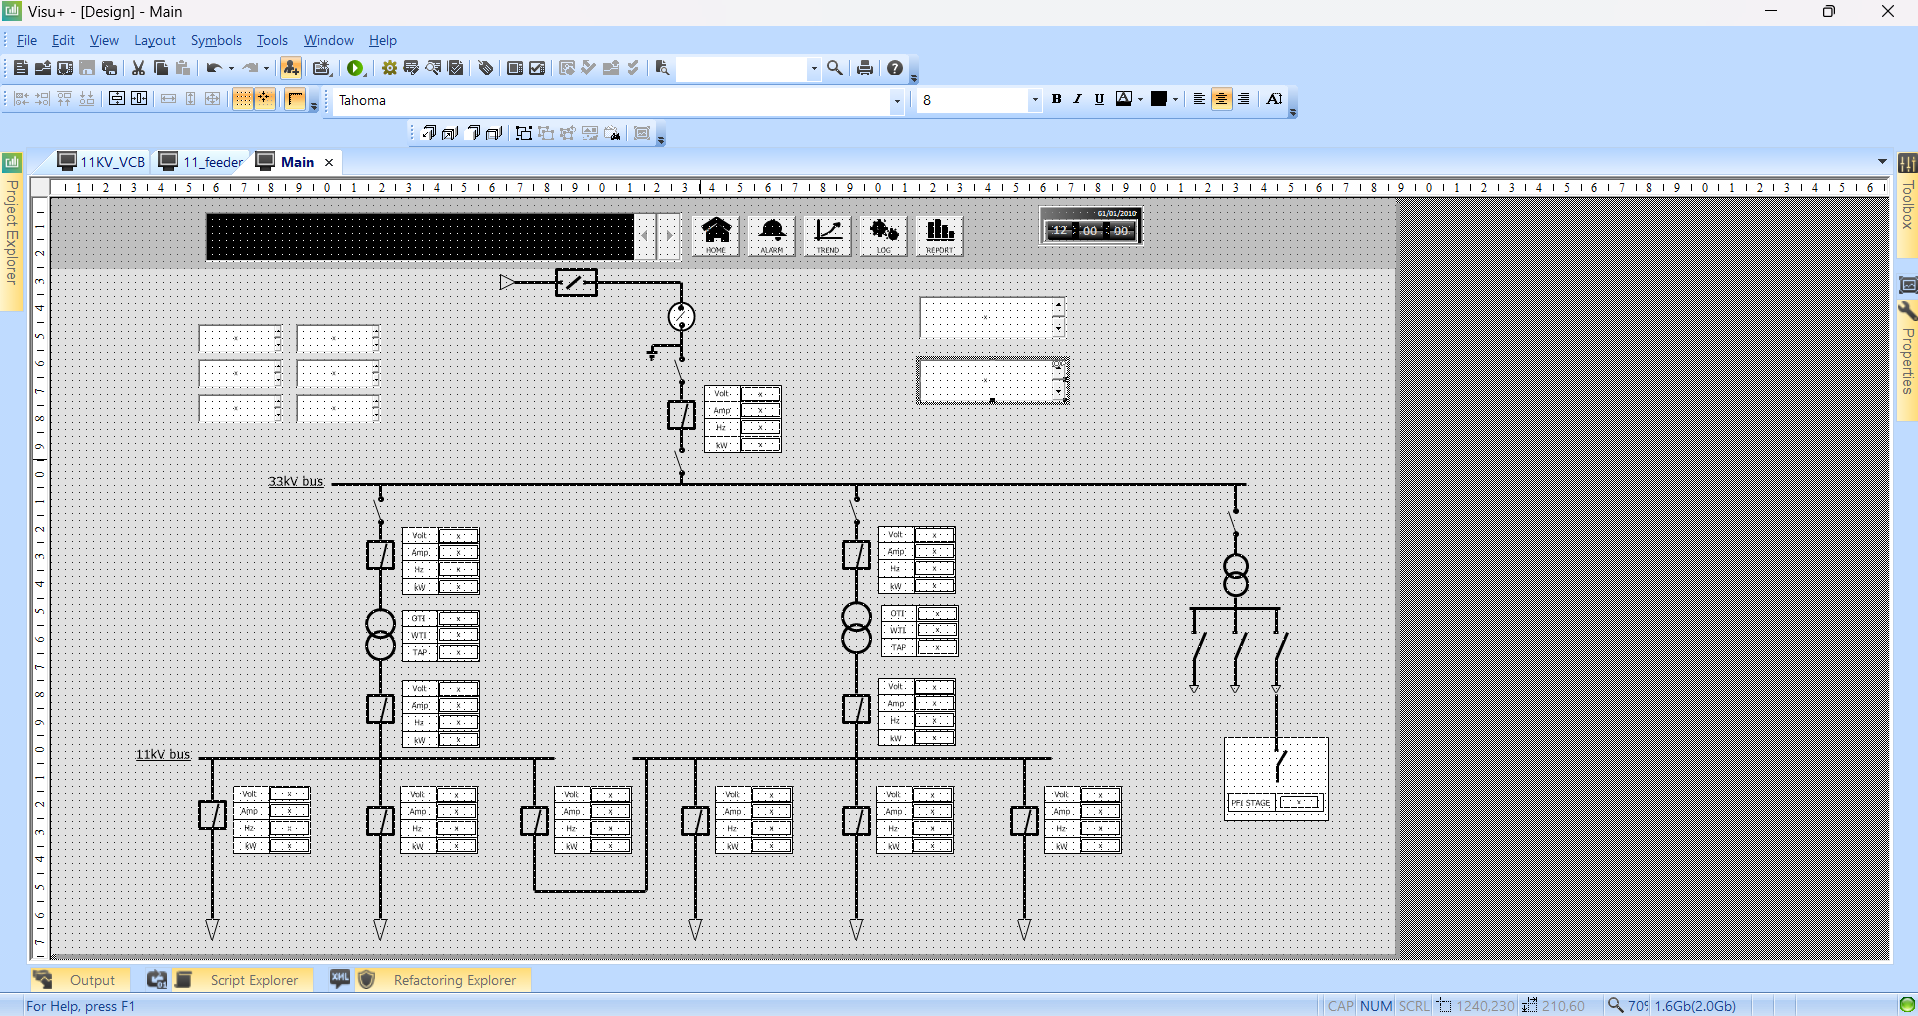 Visu+ - [Design] - Main
File Edit View Layout Symbols Tools Window Help
Tahoma 8 B I U
11KV_VCB 11_feeder Main
Project Explorer
Toolbox
Properties
01/01/2010
12 : 00 : 00
HOME ALARM TREND LOG REPORT
x
x
x x
x x
x x
Volt x
Amp x
Hz x
kW x
33kV bus
Volt x
Amp x
Hz x
kW x
Volt x
Amp x
Hz x
kW x
OTI x
WTI x
TAP x
OTI x
WTI x
TAP x
Volt x
Amp x
Hz x
kW x
Volt x
Amp x
Hz x
kW x
11kV bus
Volt x
Amp x
Hz
kW x
Volt x
Amp x
Hz x
kW x
Volt x
Amp x
Hz x
kW x
Volt x
Amp x
Hz x
kW x
Volt x
Amp x
Hz x
kW x
Volt x
Amp x
Hz x
kW x
PFI STAGE x
Output Script Explorer XML Refactoring Explorer
For Help, press F1 CAP NUM SCRL 1240,230 210,60 70% 1.6Gb(2.0Gb)